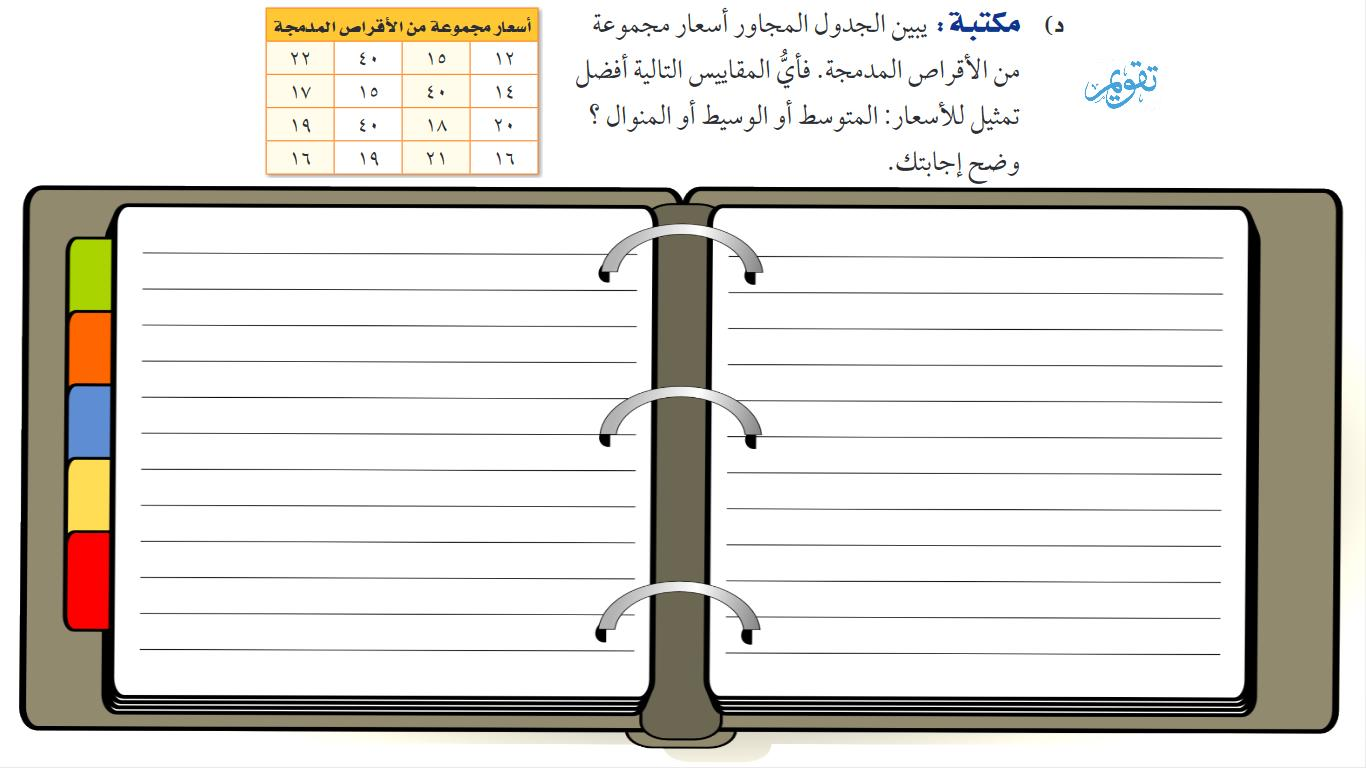 د) مكتبة : يبين الجدول المجاور أسعار مجموعة
من الأقراص المدمجة. فأيُّ المقاييس التالية أفضل
تمثيل للأسعار: المتوسط أو الوسيط أو المنوال ؟
وضح إجابتك.
تقويم
أسعار مجموعة من الأقراص المدمجة
١٢ ١٥ ٤٠ ٢٢
١٤ ٤٠ ١٥ ١٧
٢٠ ١٨ ٤٠ ١٩
١٦ ٢١ ١٩ ١٦